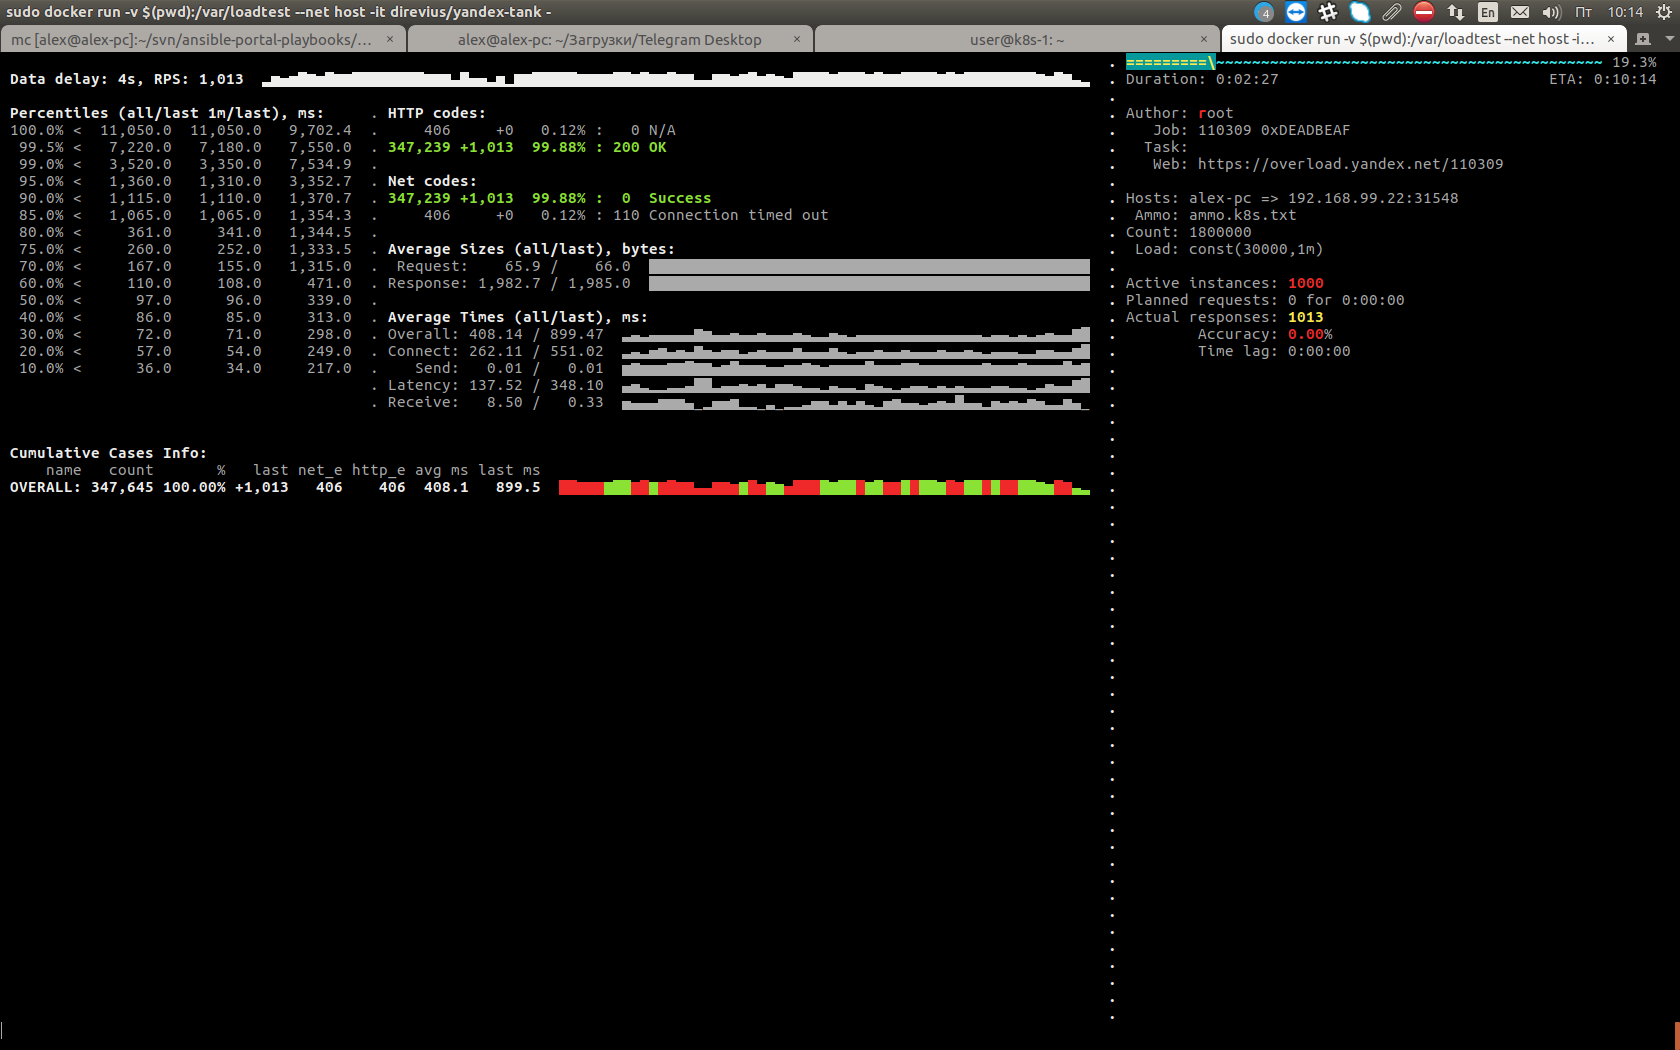 sudo docker run -v $(pwd):/var/loadtest --net host -it direvius/yandex-tank -
4
En
Пт
10:14
mc [alex@alex-pc]:~/svn/ansible-portal-playbooks/... ×
alex@alex-pc: ~/Загрузки/Telegram Desktop ×
user@k8s-1: ~ ×
sudo docker run -v $(pwd):/var/loadtest --net host -i... ×
Data delay: 4s, RPS: 1,013
Percentiles (all/last 1m/last), ms:
100.0% < 11,050.0 11,050.0 9,702.4
99.5% < 7,220.0 7,180.0 7,550.0
99.0% < 3,520.0 3,350.0 7,534.9
95.0% < 1,360.0 1,310.0 3,352.7
90.0% < 1,115.0 1,110.0 1,370.7
85.0% < 1,065.0 1,065.0 1,354.3
80.0% < 361.0 341.0 1,344.5
75.0% < 260.0 252.0 1,333.5
70.0% < 167.0 155.0 1,315.0
60.0% < 110.0 108.0 471.0
50.0% < 97.0 96.0 339.0
40.0% < 86.0 85.0 313.0
30.0% < 72.0 71.0 298.0
20.0% < 57.0 54.0 249.0
10.0% < 36.0 34.0 217.0
. HTTP codes:
. 406 +0 0.12% : 0 N/A
. 347,239 +1,013 99.88% : 200 OK
.
. Net codes:
. 347,239 +1,013 99.88% : 0 Success
. 406 +0 0.12% : 110 Connection timed out
.
. Average Sizes (all/last), bytes:
. Request: 65.9 / 66.0
. Response: 1,982.7 / 1,985.0
.
. Average Times (all/last), ms:
. Overall: 408.14 / 899.47
. Connect: 262.11 / 551.02
. Send: 0.01 / 0.01
. Latency: 137.52 / 348.10
. Receive: 8.50 / 0.33
Cumulative Cases Info:
name count % last net_e http_e avg ms last ms
OVERALL: 347,645 100.00% +1,013 406 406 408.1 899.5
. =========\~~~~~~~~~~~~~~~~~~~~~~~~~~~~~~~~~~~~~~~~~~~ 19.3%
. Duration: 0:02:27 ETA: 0:10:14
.
. Author: root
. Job: 110309 0xDEADBEAF
. Task:
. Web: https://overload.yandex.net/110309
.
. Hosts: alex-pc => 192.168.99.22:31548
. Ammo: ammo.k8s.txt
. Count: 1800000
. Load: const(30000,1m)
.
. Active instances: 1000
. Planned requests: 0 for 0:00:00
. Actual responses: 1013
. Accuracy: 0.00%
. Time lag: 0:00:00